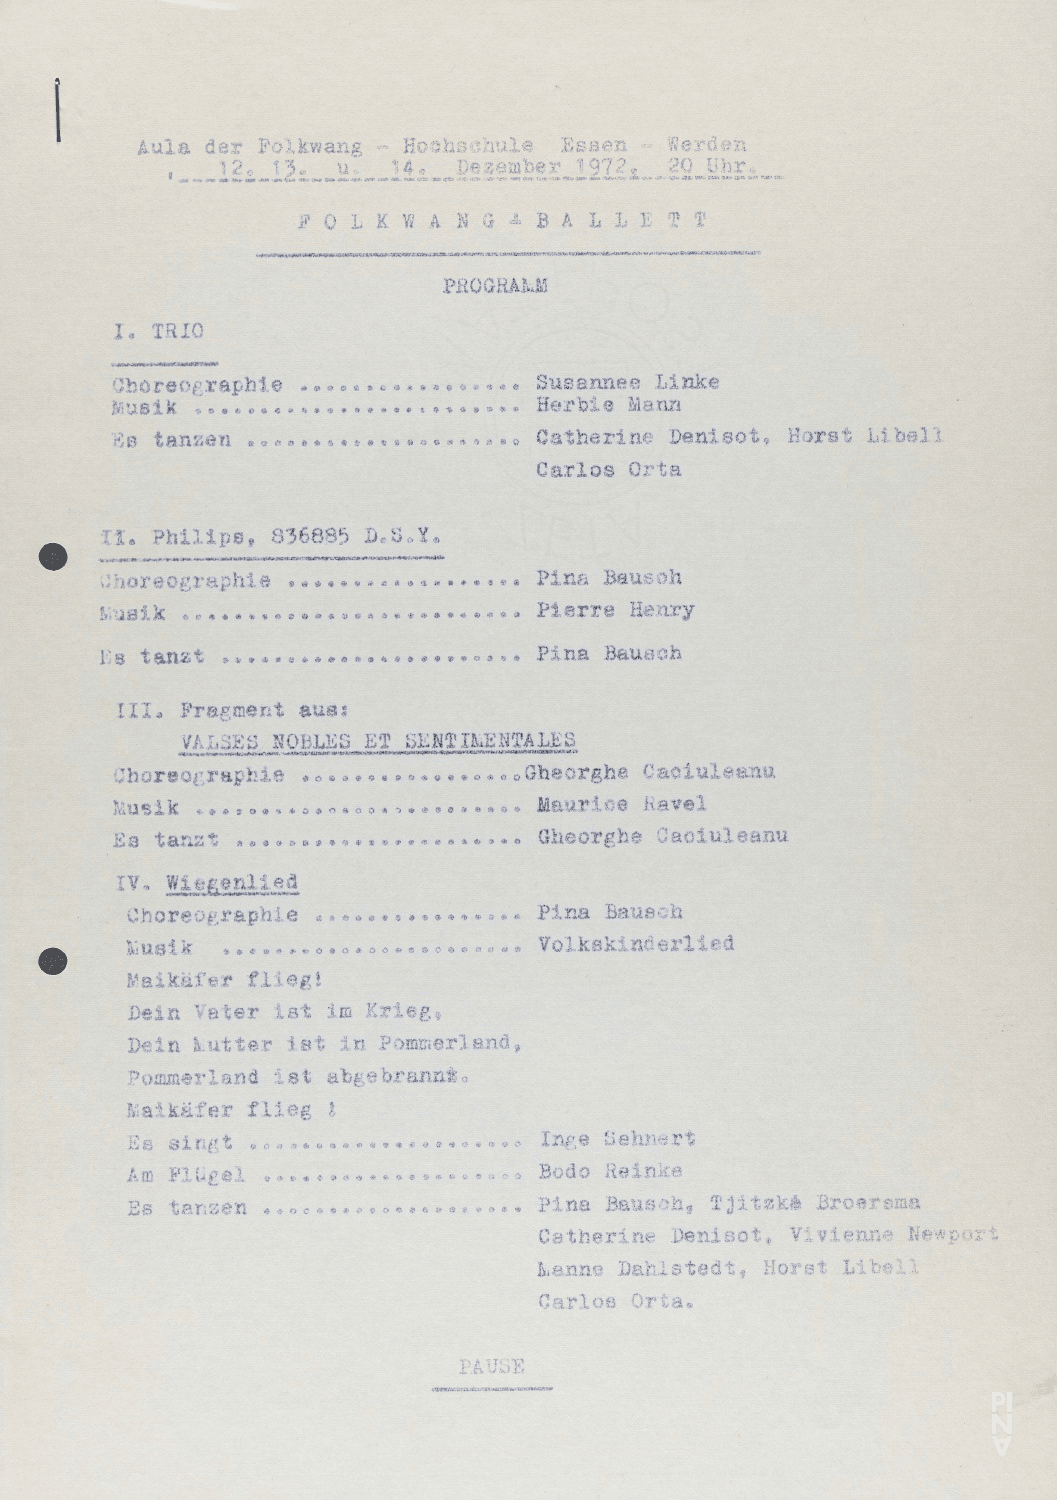 Aula der Folkwang - Hochschule Essen - Werden
12. 13. u. 14. Dezember 1972, 20 Uhr.
F O L K W A N G - B A L L E T T
PROGRAMM
I. TRIO
Choreographie .................. Susannee Linke
Musik ......................... Herbie Mann
Es tanzen ..................... Catherine Denisot, Horst Libell
Carlos Orta
II. Philips, 836885 D.S.Y.
Choreographie .................. Pina Bausch
Musik .......................... Pierre Henry
Es tanzt ....................... Pina Bausch
III. Fragment aus:
VALSES NOBLES ET SENTIMENTALES
Choreographie .................Gheorghe Caciuleanu
Musik ......................... Maurice Ravel
Es tanzt ...................... Gheorghe Caciuleanu
IV. Wiegenlied
Choreographie ................ Pina Bausch
Musik ....................... Volkskinderlied
Maikäfer flieg!
Dein Vater ist im Krieg,
Dein Mutter ist in Pommerland,
Pommerland ist abgebrannt.
Maikäfer flieg !
Es singt ..................... Inge Sehnert
Am Flügel .................... Bodo Reinke
Es tanzen .................... Pina Bausch, Tjitzke Broersma
Catherine Denisot, Vivienne Newport
Manne Dahlstedt, Horst Libell
Carlos Orta.
PAUSE
PINA